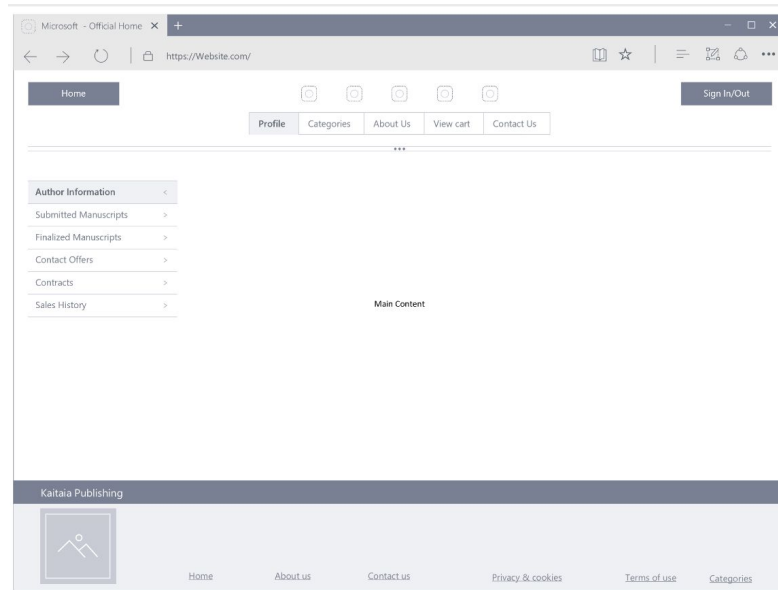 Microsoft - Official Home
https://Website.com/
Home
Sign In/Out
Profile Categories About Us View cart Contact Us
Author Information
Submitted Manuscripts
Finalized Manuscripts
Contact Offers
Contracts
Sales History
Main Content
Kaitaia Publishing
Home About us Contact us Privacy & cookies Terms of use Categories